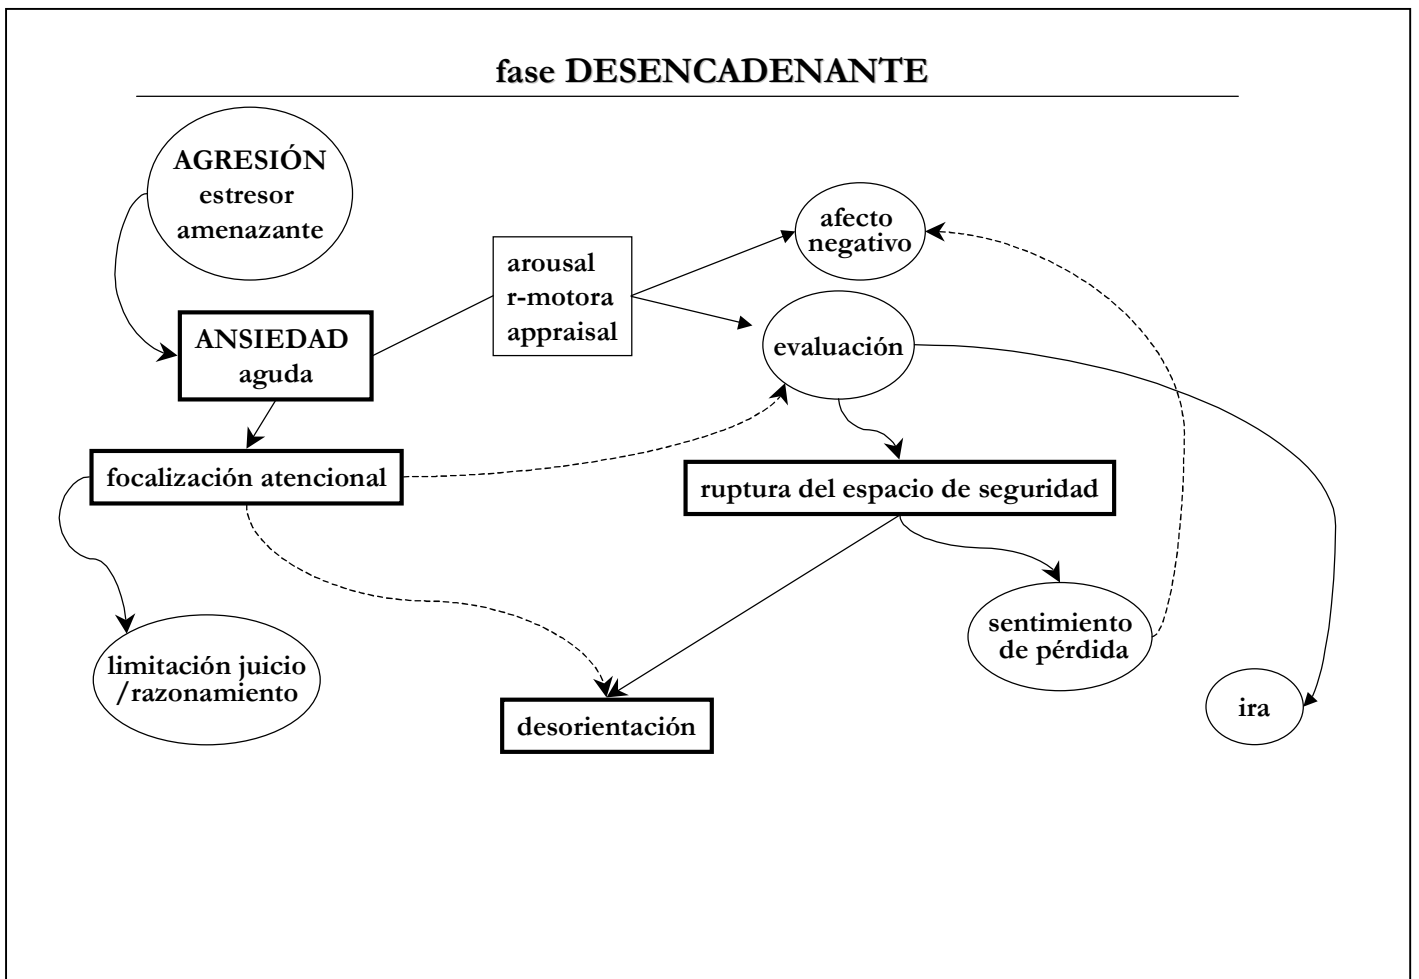 fase DESENCADENANTE
AGRESIÓN
estresor
amenazante
afecto
negativo
arousal
r-motora
appraisal
ANSIEDAD
aguda
evaluación
focalización atencional
ruptura del espacio de seguridad
sentimiento
de pérdida
limitación juicio
/razonamiento
desorientación
ira